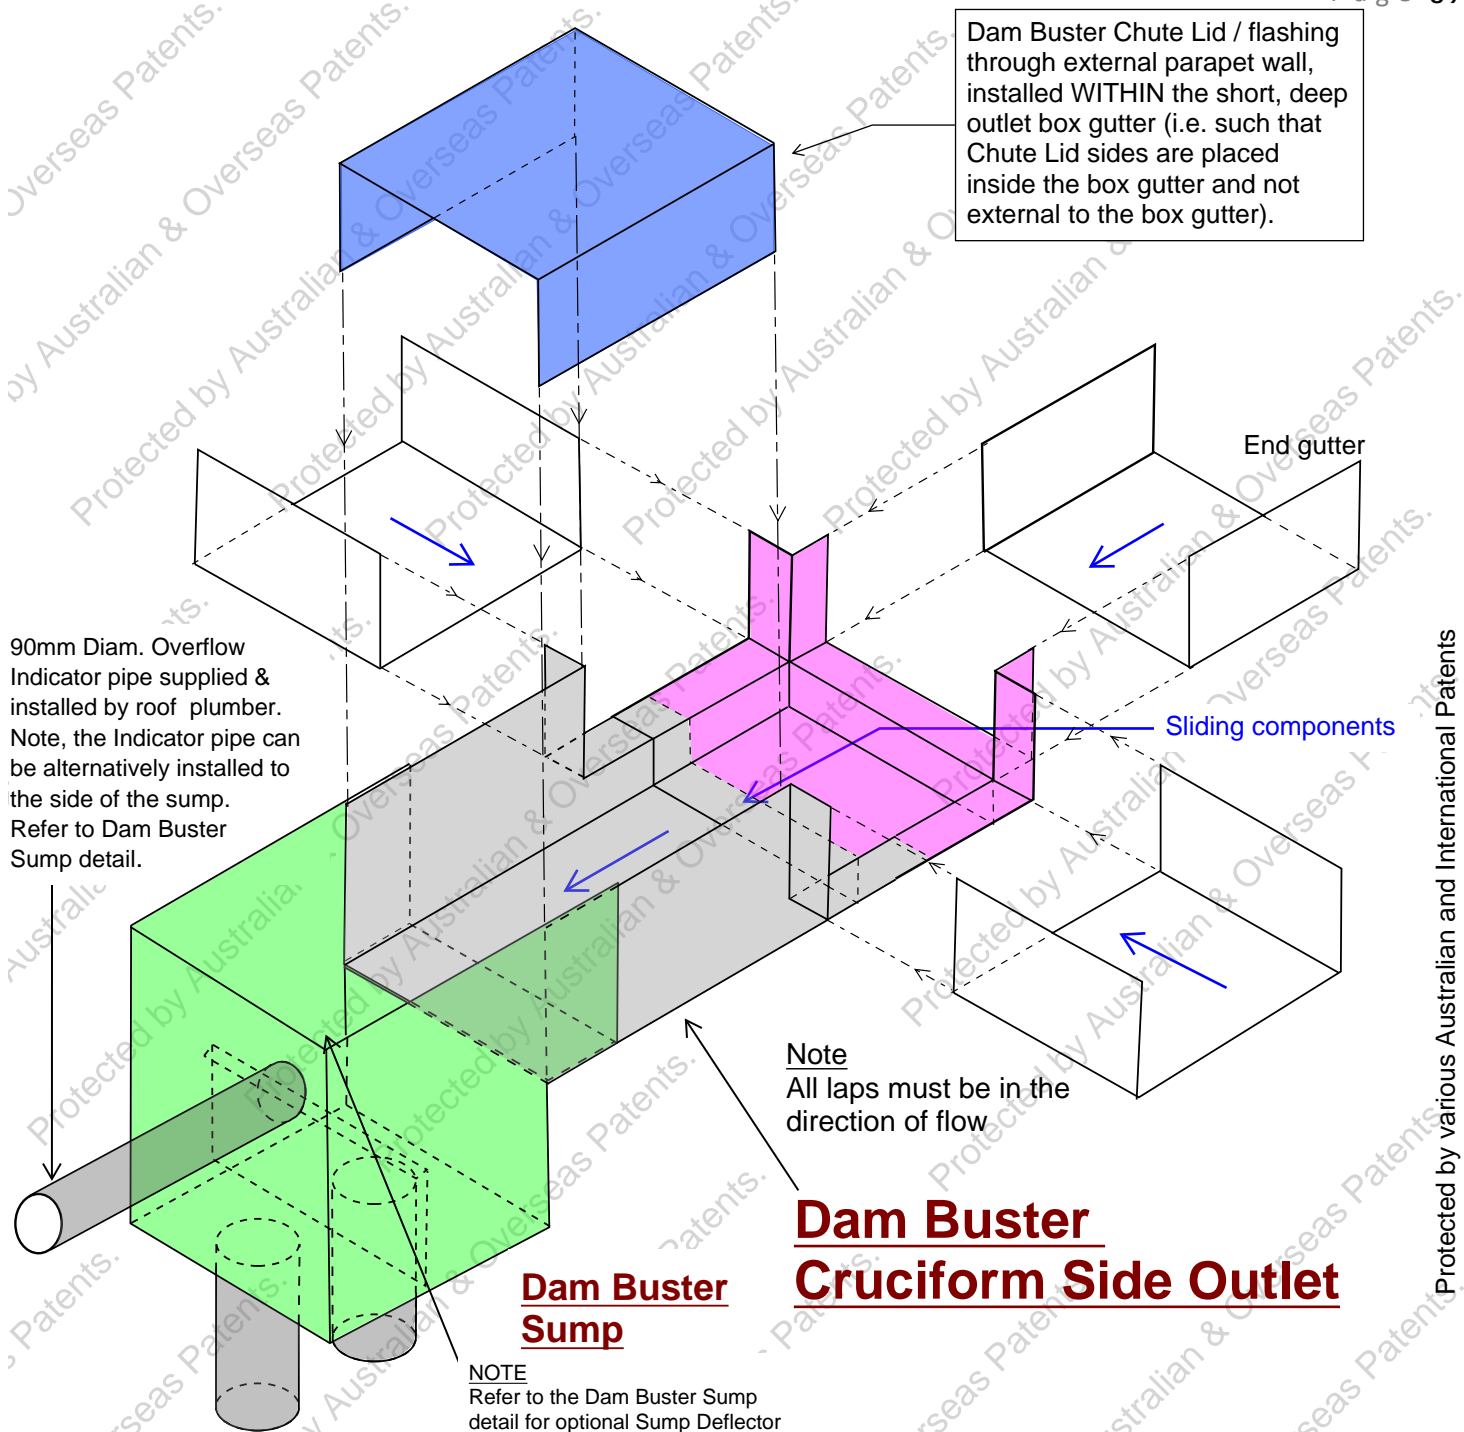 Dam Buster Chute Lid / flashing
through external parapet wall,
installed WITHIN the short, deep
outlet box gutter (i.e. such that
Chute Lid sides are placed
inside the box gutter and not
external to the box gutter).
End gutter
90mm Diam. Overflow
Indicator pipe supplied &
installed by roof plumber.
Note, the Indicator pipe can
be alternatively installed to
the side of the sump.
Refer to Dam Buster
Sump detail.
Sliding components
Note
All laps must be in the
direction of flow
Dam Buster
Cruciform Side Outlet
Dam Buster
Sump
NOTE
Refer to the Dam Buster Sump
detail for optional Sump Deflector
Protected by various Australian and International Patents
Protected by Australian & Overseas Patents.